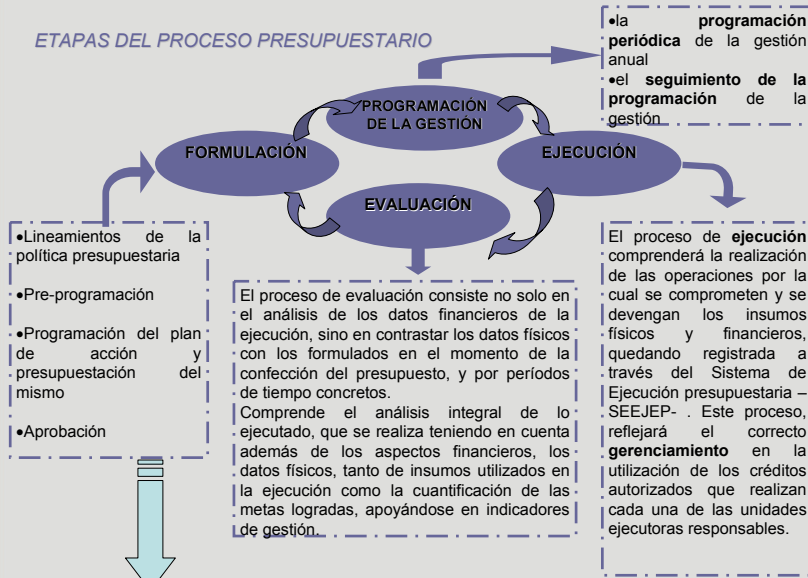 ETAPAS DEL PROCESO PRESUPUESTARIO
•la programación
periódica de la gestión
anual
•el seguimiento de la
programación de la
gestión
PROGRAMACIÓN
DE LA GESTIÓN
FORMULACIÓN
EJECUCIÓN
EVALUACIÓN
•Lineamientos de la
política presupuestaria
•Pre-programación
•Programación del plan
de acción y
presupuestación del
mismo
•Aprobación
El proceso de evaluación consiste no solo en
el análisis de los datos financieros de la
ejecución, sino en contrastar los datos físicos
con los formulados en el momento de la
confección del presupuesto, y por períodos
de tiempo concretos.
Comprende el análisis integral de lo
ejecutado, que se realiza teniendo en cuenta
además de los aspectos financieros, los
datos físicos, tanto de insumos utilizados en
la ejecución como la cuantificación de las
metas logradas, apoyándose en indicadores
de gestión.
El proceso de ejecución
comprenderá la realización
de las operaciones por la
cual se comprometen y se
devengan los insumos
físicos y financieros,
quedando registrada a
través del Sistema de
Ejecución presupuestaria –
SEEJEP- . Este proceso,
reflejará el correcto
gerenciamiento en la
utilización de los créditos
autorizados que realizan
cada una de las unidades
ejecutoras responsables.